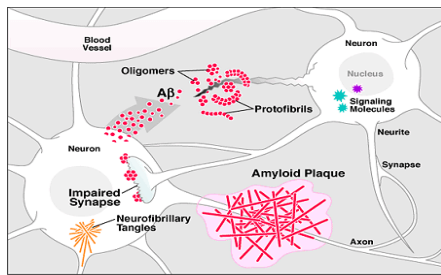 Blood
Vessel
Neuron
Oligomers
Nucleus
Aβ
Signaling
Molecules
Protofibrils
Neurite
Neuron
Synapse
Amyloid Plaque
Impaired
Synapse
Neurofibrillary
Tangles
Axon